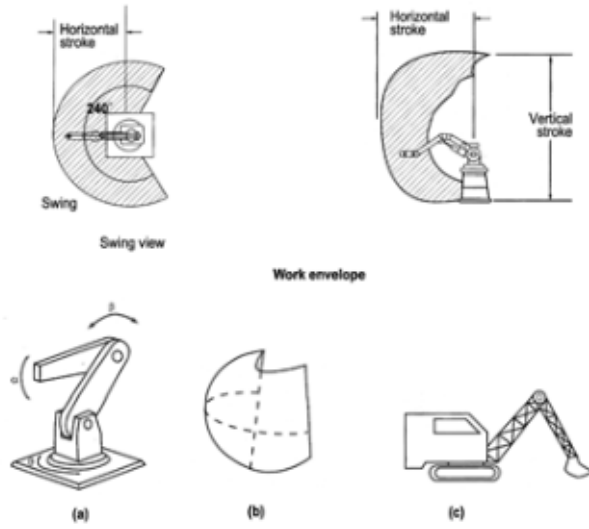 Horizontal
stroke
240°
Swing
Swing view
Horizontal
stroke
Vertical
stroke
Work envelope
β
(a)
(b)
(c)